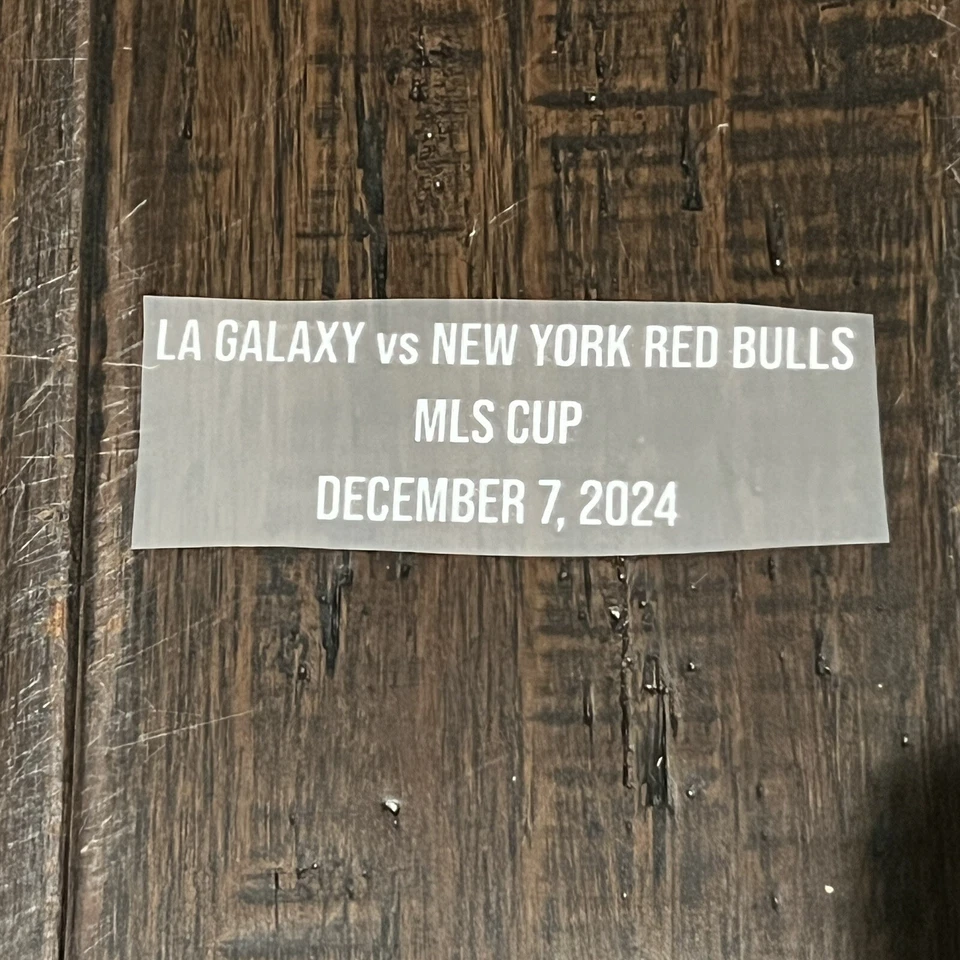 LA GALAXY vs NEW YORK RED BULLS
MLS CUP
DECEMBER 7, 2024